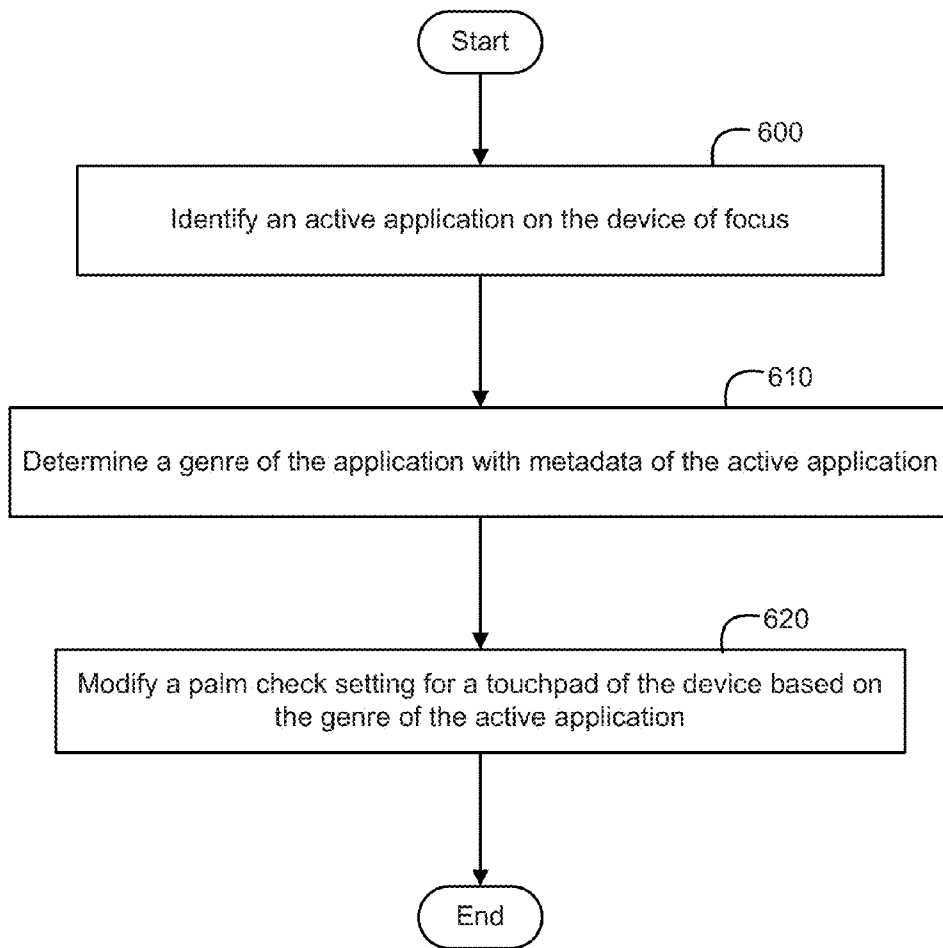 Start
600
Identify an active application on the device of focus
610
Determine a genre of the application with metadata of the active application
620
Modify a palm check setting for a touchpad of the device based on
the genre of the active application
End